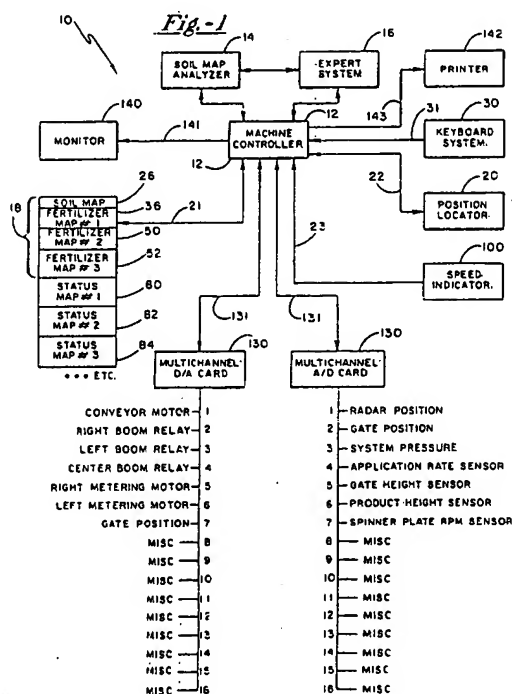 Fig.-1
10
14
16
142
SOIL MAP
ANALYZER
EXPERT
SYSTEM
PRINTER
140
12
143
31
30
MONITOR
141
MACHINE
CONTROLLER
KEYBOARD
SYSTEM.
12
26
22
20
18
SOIL MAP
36
FERTILIZER
MAP # 1
21
50
FERTILIZER
MAP # 2
23
POSITION
LOCATOR.
52
FERTILIZER
MAP # 3
100
80
STATUS
MAP # 1
SPEED
INDICATOR.
82
STATUS
MAP # 2
131
130
131
130
84
STATUS
MAP # 3
••• ETC.
MULTICHANNEL
D/A CARD
MULTICHANNEL
A/D CARD
CONVEYOR MOTOR 1
RIGHT BOOM RELAY 2
LEFT BOOM RELAY 3
CENTER BOOM RELAY 4
RIGHT METERING MOTOR 5
LEFT METERING MOTOR 6
GATE POSITION 7
MISC 8
MISC 9
MISC 10
MISC 11
MISC 12
MISC 13
MISC 14
MISC 15
MISC 16
1 RADAR POSITION
2 GATE POSITION
3 SYSTEM PRESSURE
4 APPLICATION RATE SENSOR
5 GATE HEIGHT SENSOR
6 PRODUCT HEIGHT SENSOR
7 SPINNER PLATE RPM SENSOR
8 MISC
9 MISC
10 MISC
11 MISC
12 MISC
13 MISC
14 MISC
15 MISC
16 MISC